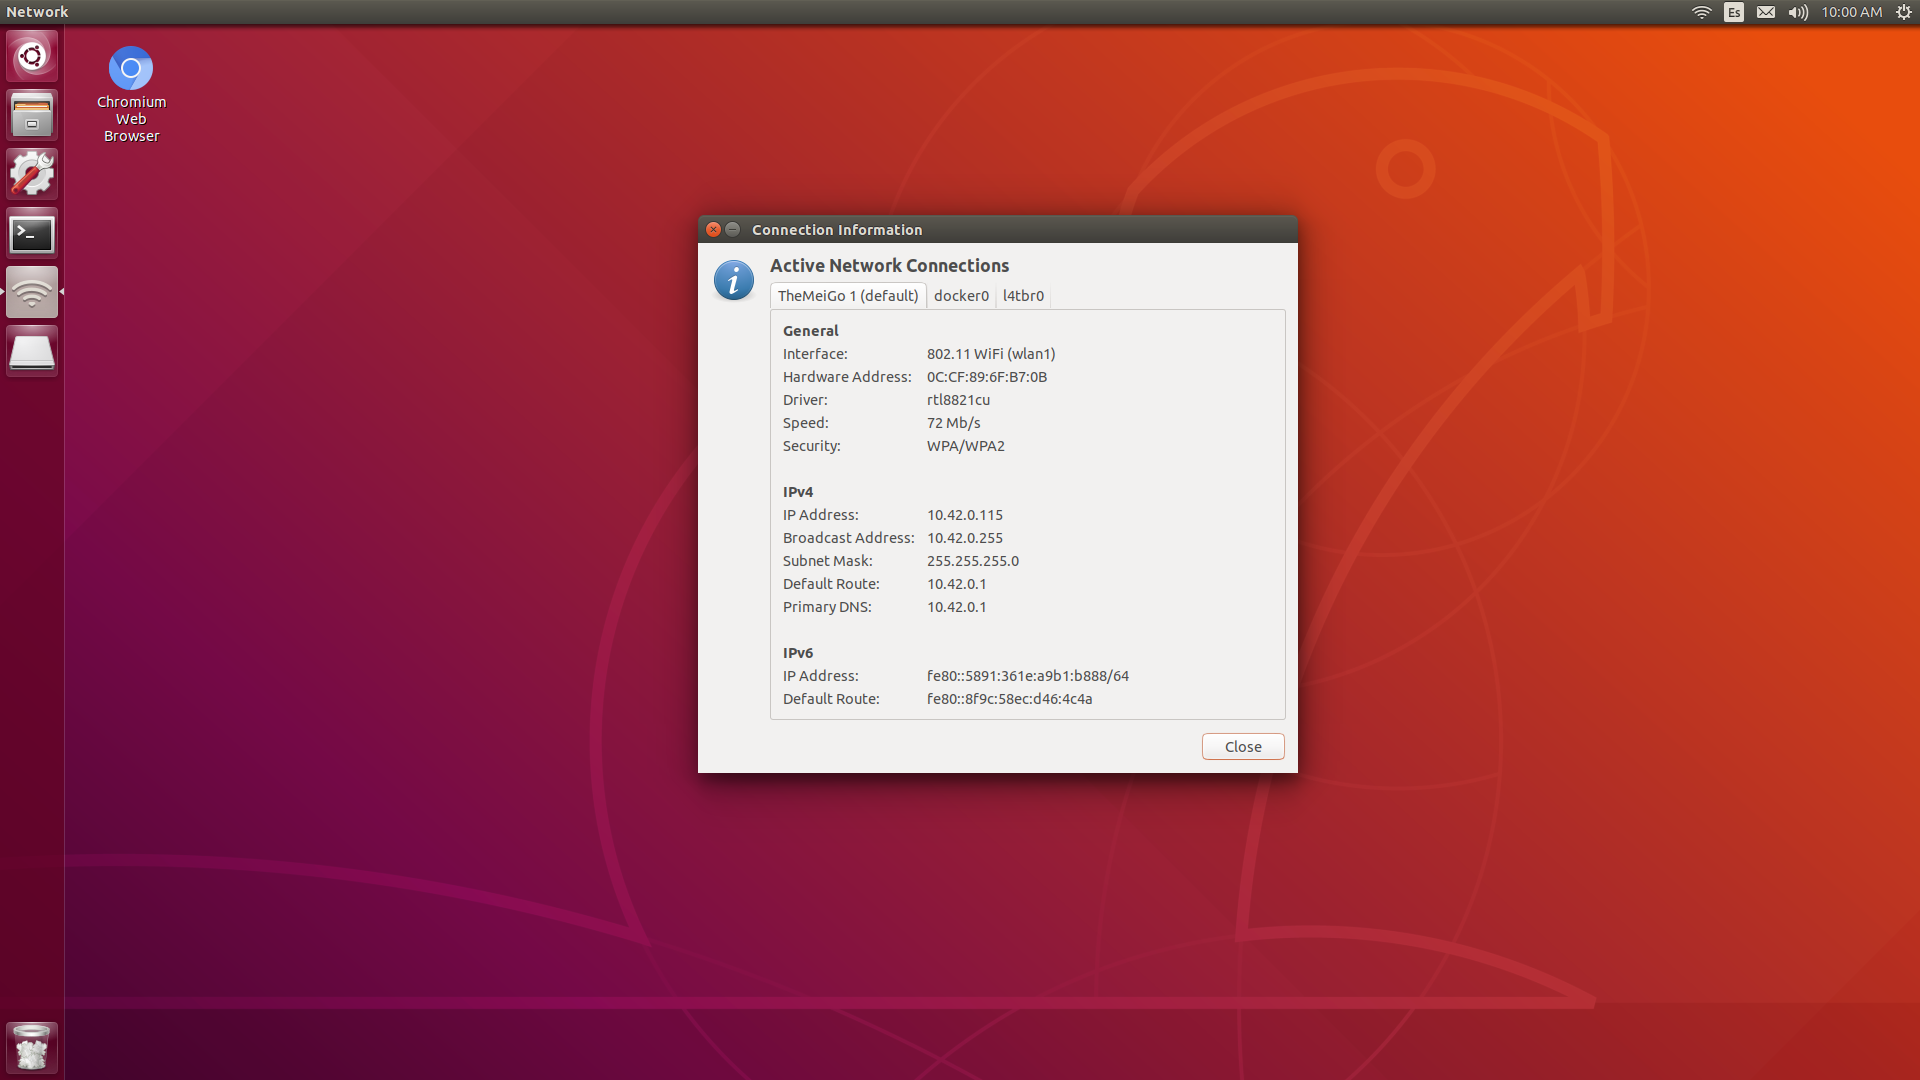 Network
Es
10:00 AM
Chromium
Web
Browser
Connection Information
Active Network Connections
TheMeiGo 1 (default) docker0 l4tbr0
General
Interface: 802.11 WiFi (wlan1)
Hardware Address: 0C:CF:89:6F:B7:0B
Driver: rtl8821cu
Speed: 72 Mb/s
Security: WPA/WPA2
IPv4
IP Address: 10.42.0.115
Broadcast Address: 10.42.0.255
Subnet Mask: 255.255.255.0
Default Route: 10.42.0.1
Primary DNS: 10.42.0.1
IPv6
IP Address: fe80::5891:361e:a9b1:b888/64
Default Route: fe80::8f9c:58ec:d46:4c4a
Close